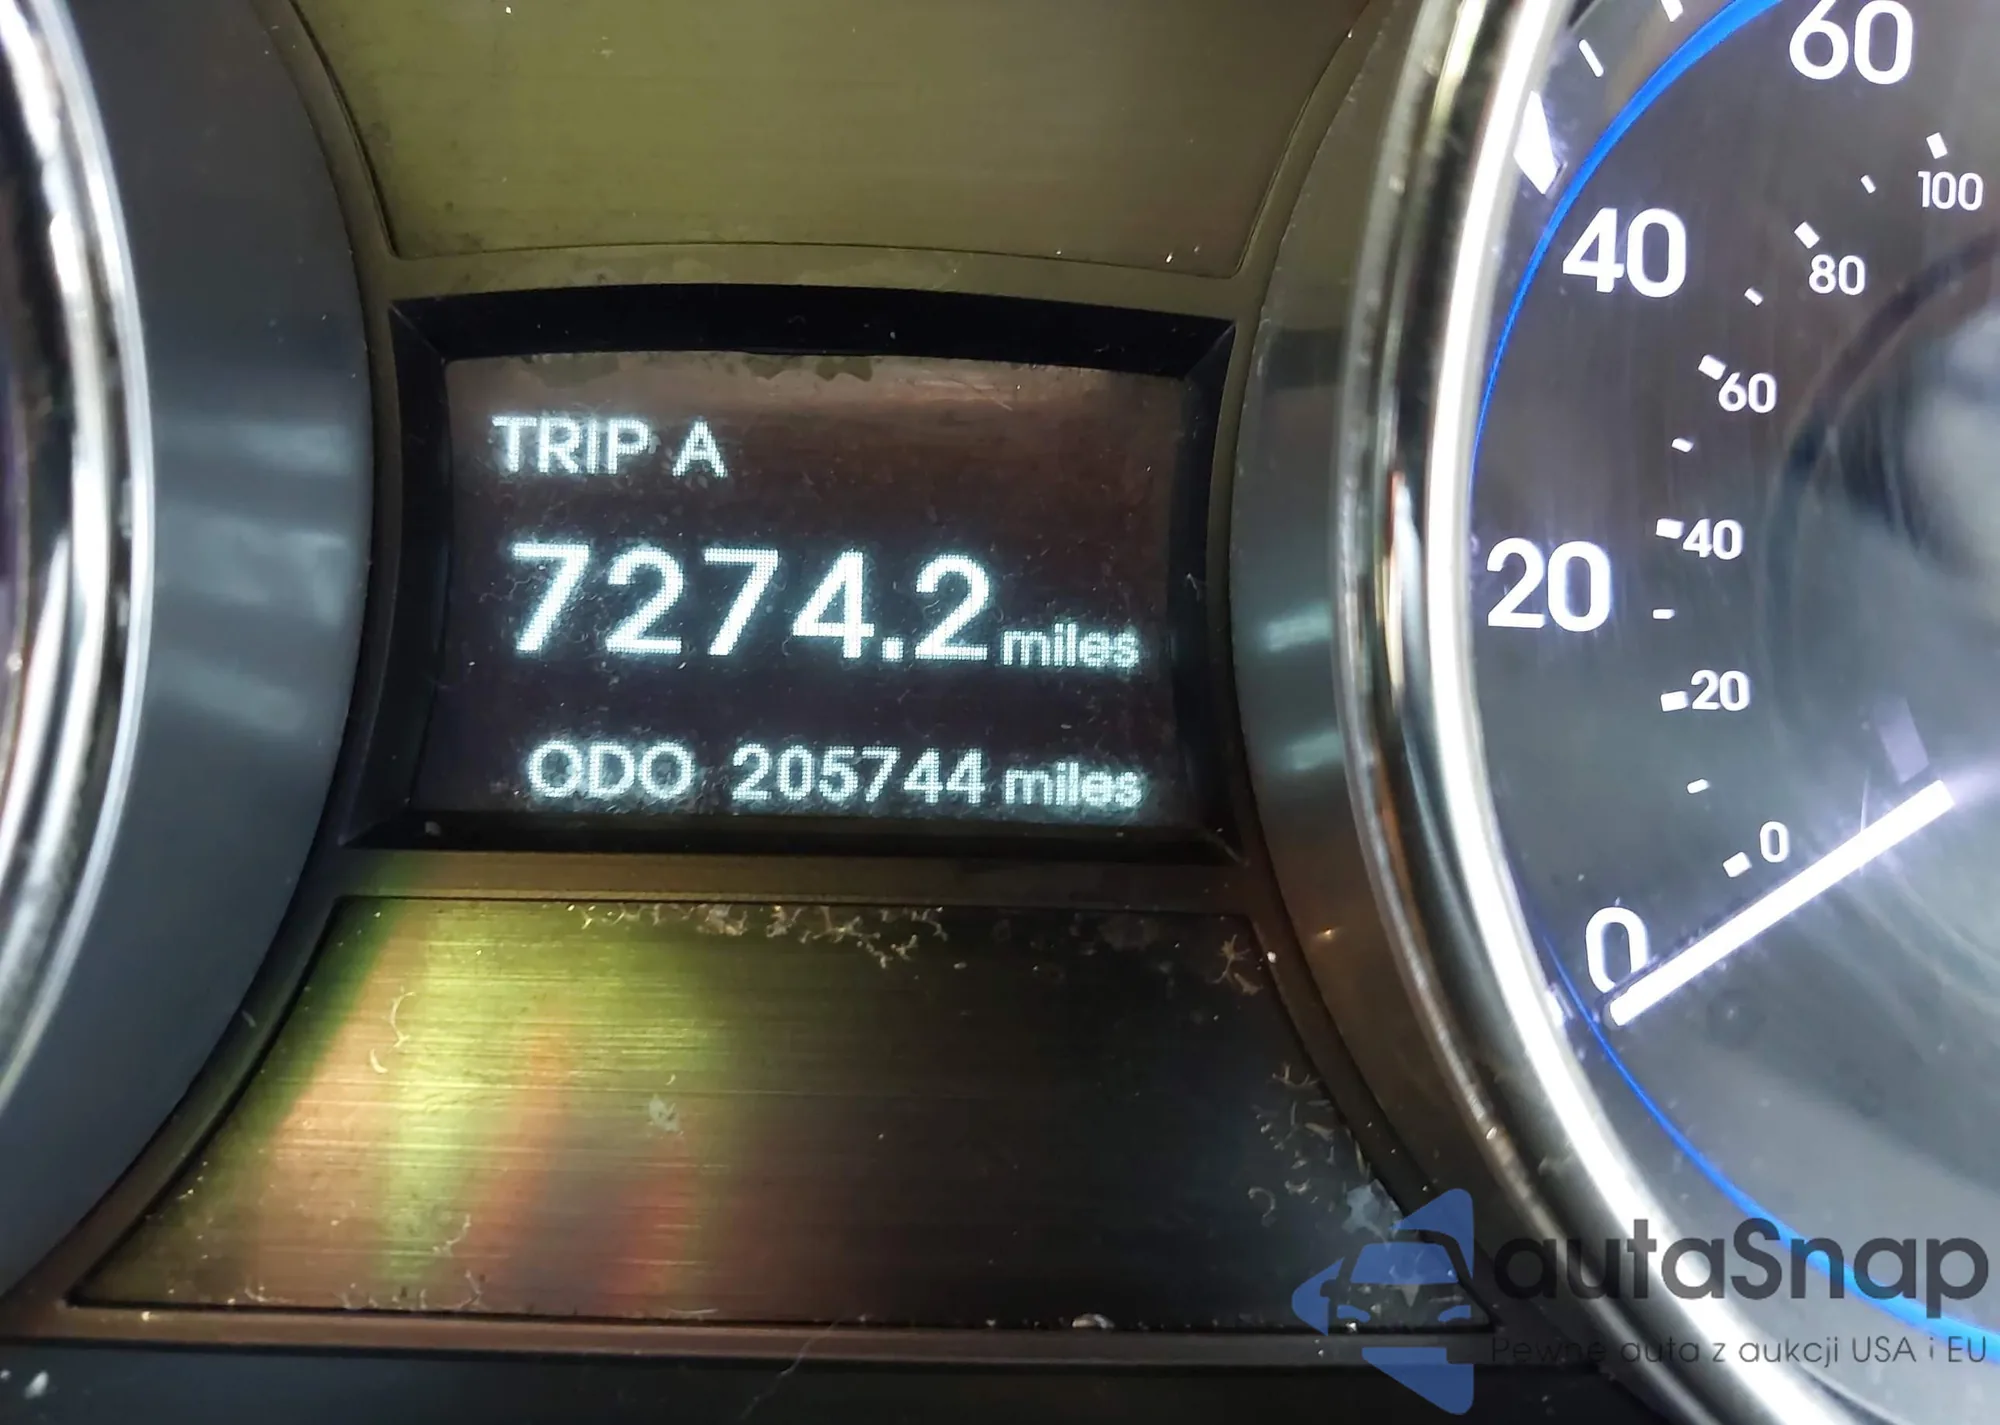 TRIP A
7274.2 miles
ODO 205744 miles
60
40
20
0
100
80
60
40
20
0
autaSnap
Pewne auta z aukcji USA i EU